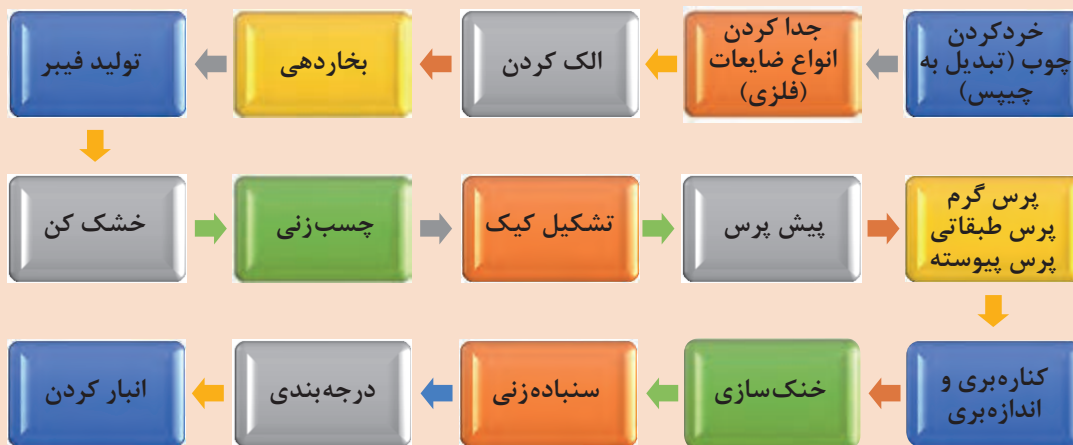 خردکردن
چوب (تبدیل به
چیپس)
جدا کردن
انواع ضایعات
(فلزی)
الک کردن
بخاردهی
تولید فیبر
خشک کن
چسب‌زنی
تشکیل کیک
پیش پرس
پرس گرم
پرس طبقاتی
پرس پیوسته
کناره‌بری و
اندازه‌بری
خنک‌سازی
سنباده‌زنی
درجه‌بندی
انبار کردن